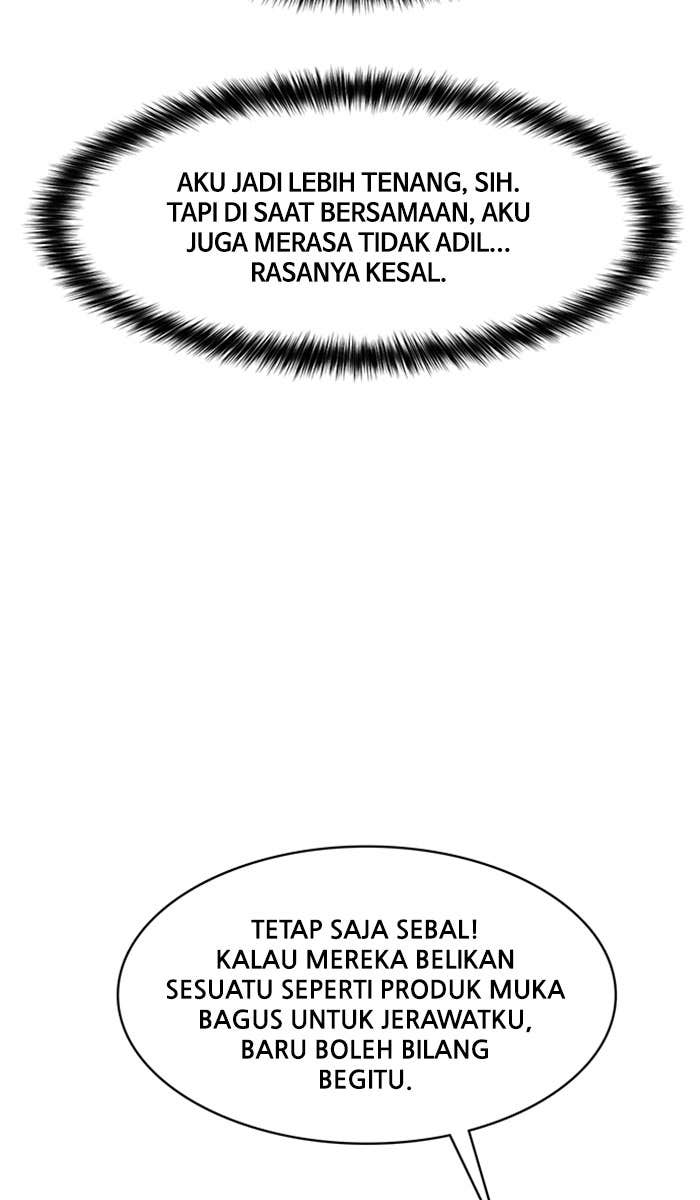 AKU JADI LEBIH TENANG, SIH.
TAPI DI SAAT BERSAMAAN, AKU
JUGA MERASA TIDAK ADIL...
RASANYA KESAL.
TETAP SAJA SEBAL!
KALAU MEREKA BELIKAN
SESUATU SEPERTI PRODUK MUKA
BAGUS UNTUK JERAWATKU,
BARU BOLEH BILANG
BEGITU.